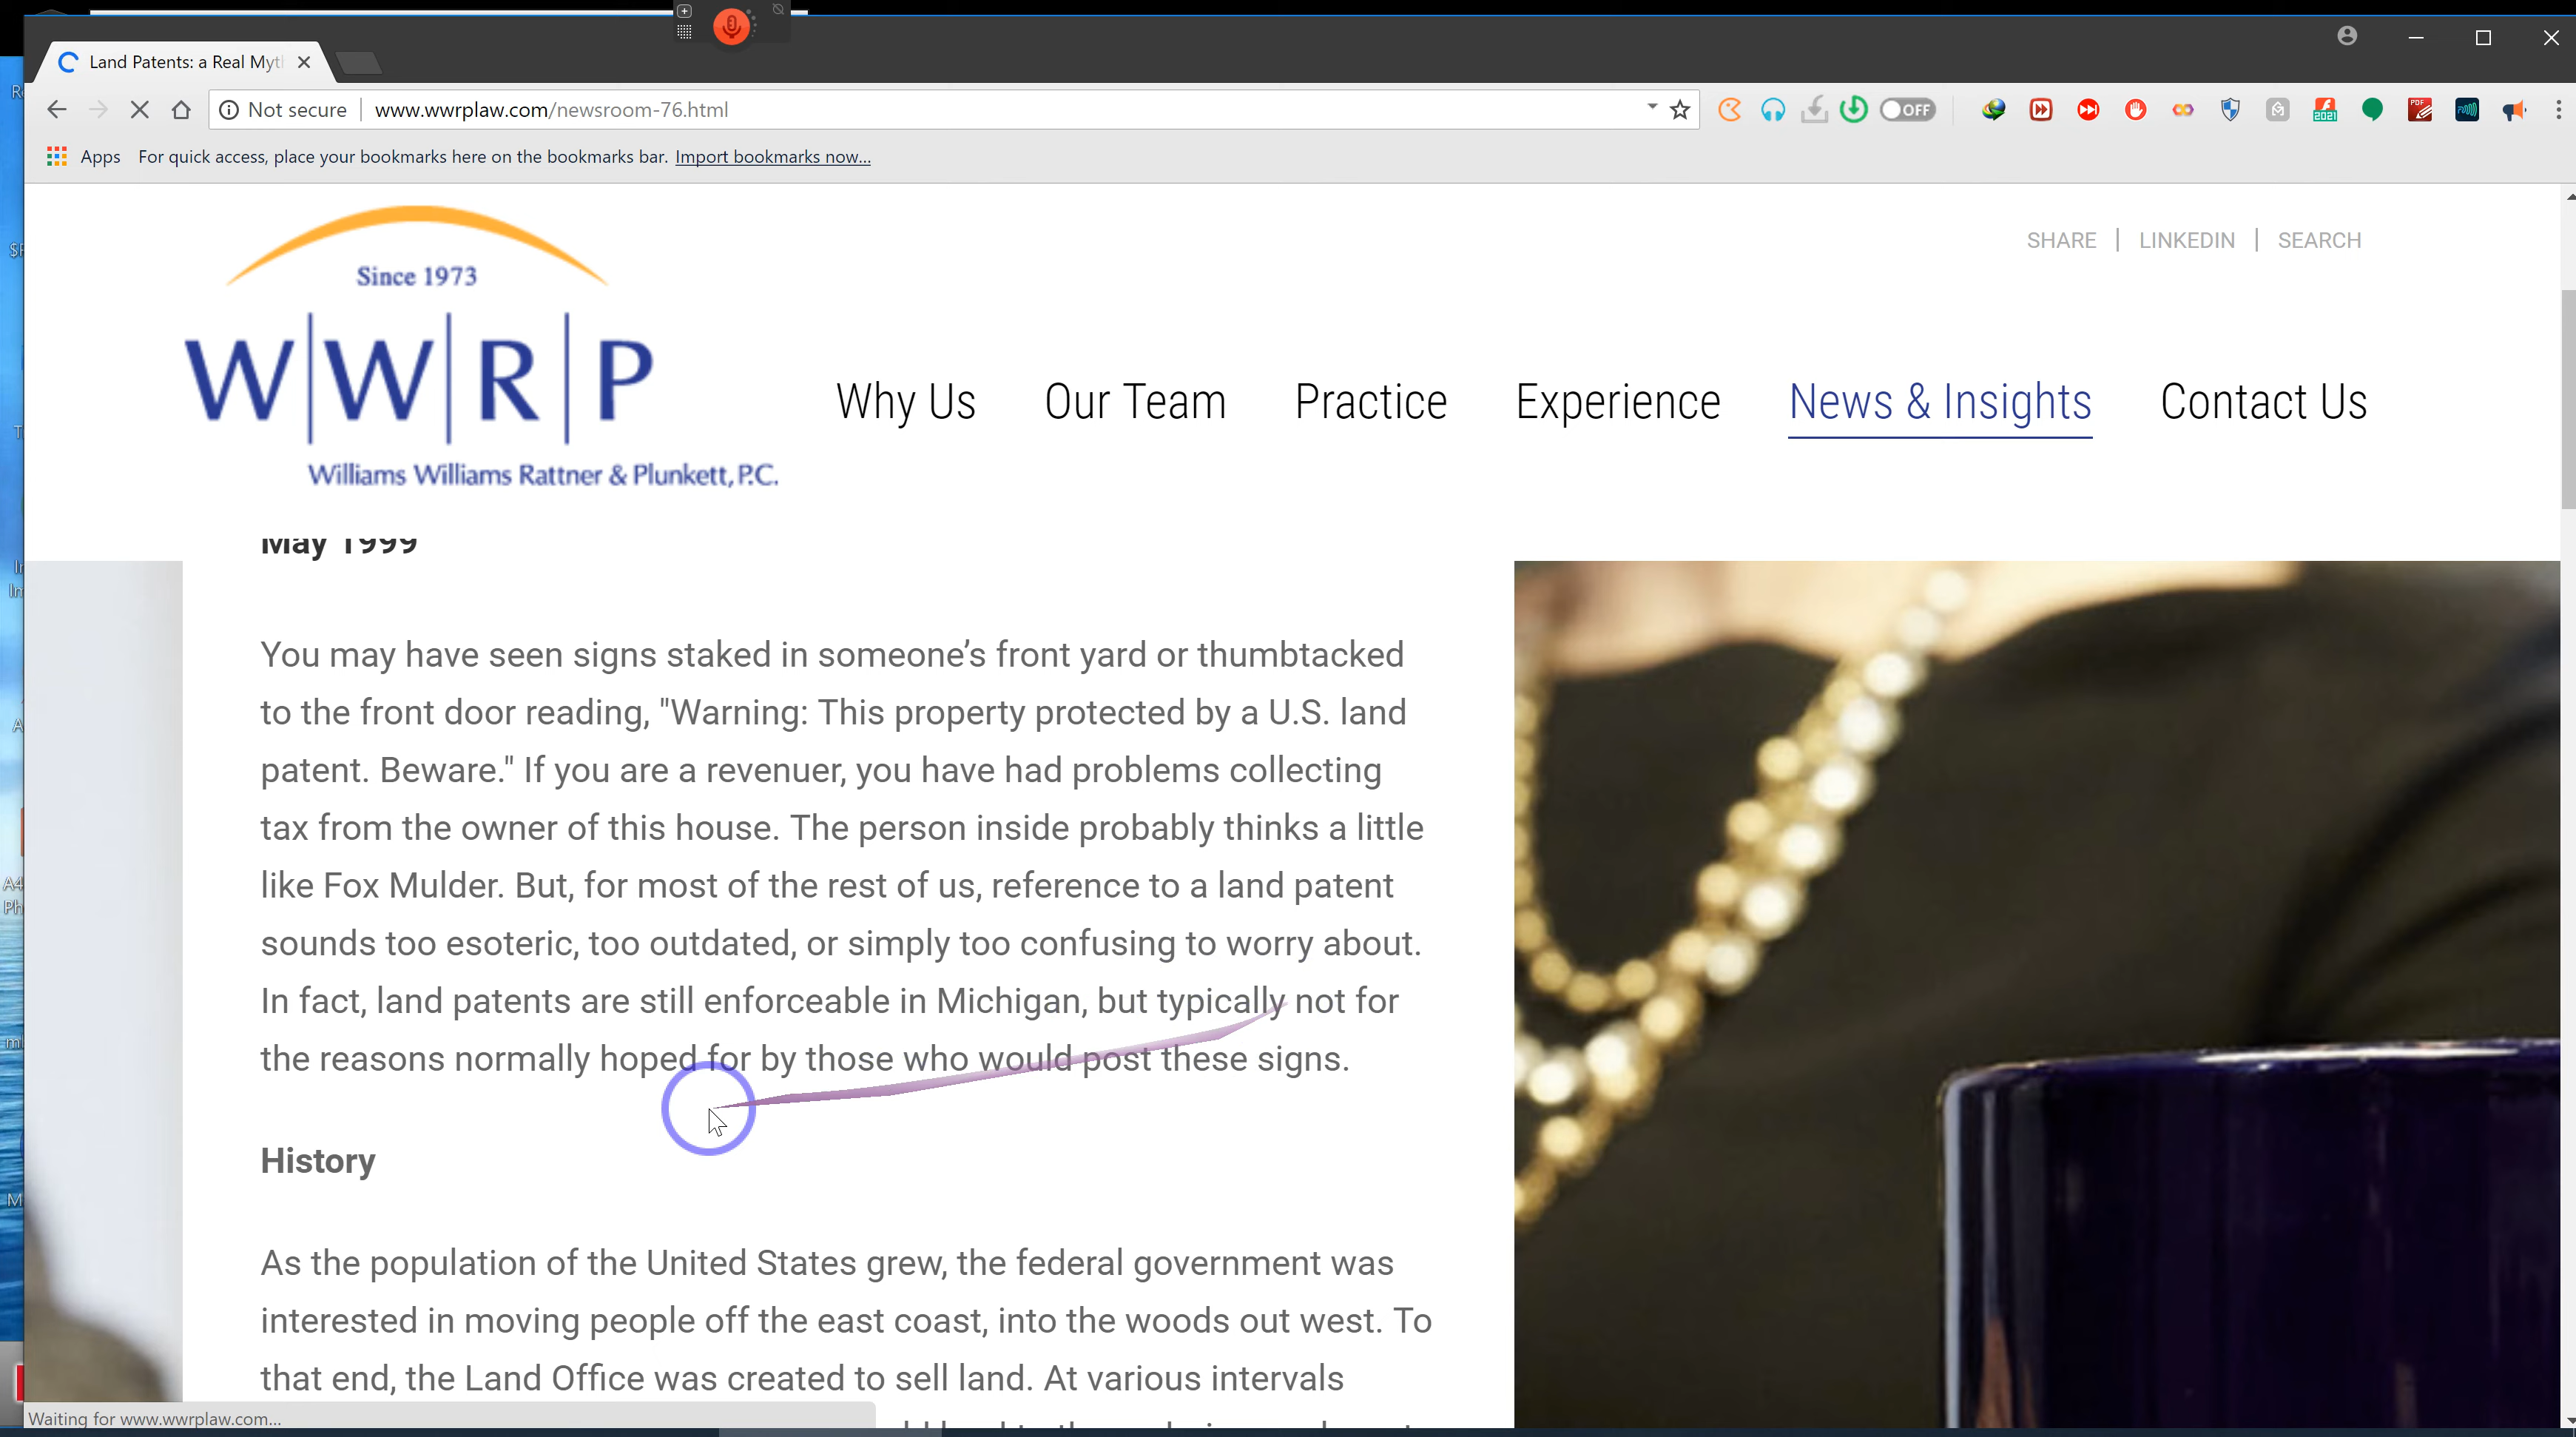 Land Patents: a Real Myt
Not secure
www.wwrplaw.com/newsroom-76.html
OFF
2021
PDF
Apps
For quick access, place your bookmarks here on the bookmarks bar. Import bookmarks now...
Since 1973
W|W|R|P
Williams Williams Rattner & Plunkett, P.C.
SHARE | LINKEDIN | SEARCH
Why Us
Our Team
Practice
Experience
News & Insights
Contact Us
May 1999
You may have seen signs staked in someone’s front yard or thumbtacked
to the front door reading, "Warning: This property protected by a U.S. land
patent. Beware." If you are a revenuer, you have had problems collecting
tax from the owner of this house. The person inside probably thinks a little
like Fox Mulder. But, for most of the rest of us, reference to a land patent
sounds too esoteric, too outdated, or simply too confusing to worry about.
In fact, land patents are still enforceable in Michigan, but typically not for
the reasons normally hoped for by those who would post these signs.
History
As the population of the United States grew, the federal government was
interested in moving people off the east coast, into the woods out west. To
that end, the Land Office was created to sell land. At various intervals
Waiting for www.wwrplaw.com...